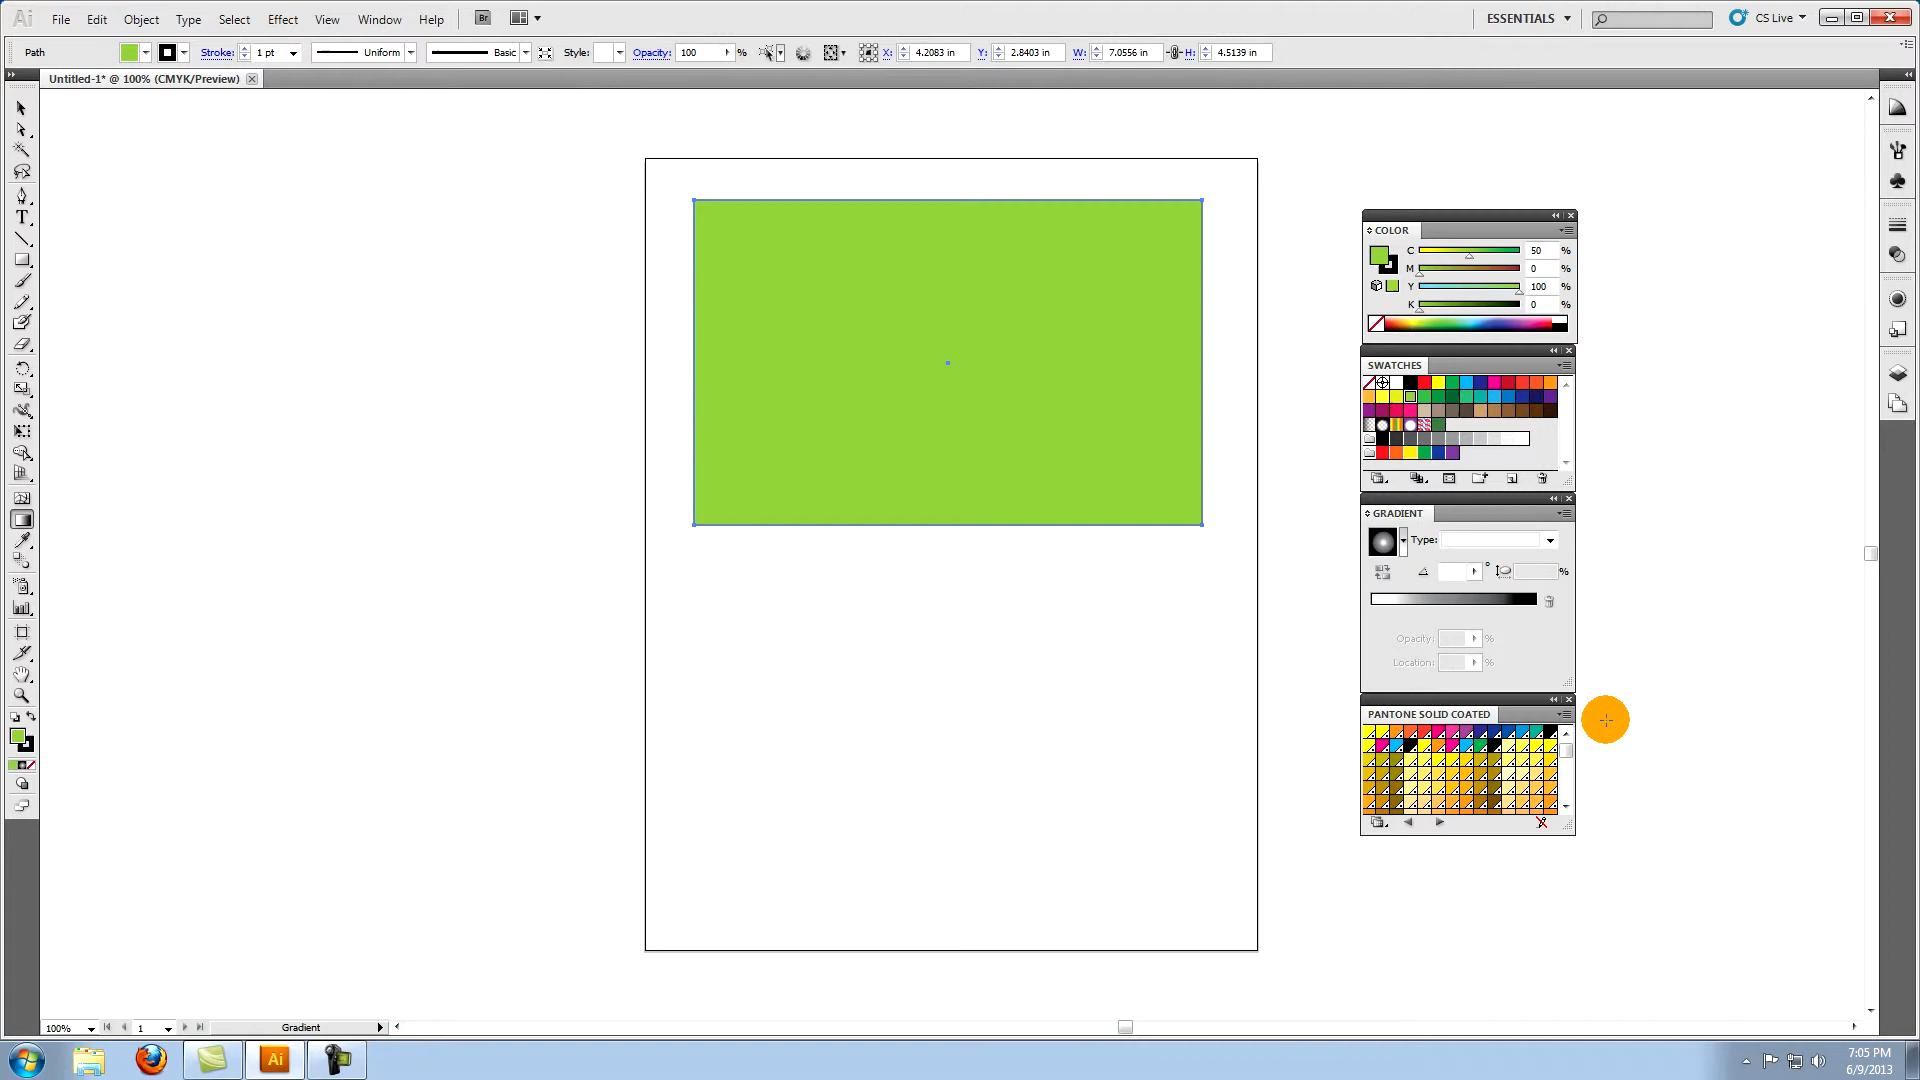 Ai File Edit Object Type Select Effect View Window Help Br ESSENTIALS CS Live
Path Stroke: 1 pt Uniform Basic Style: Opacity: 100 % X: 4.2083 in Y: 2.8403 in W: 7.0556 in H: 4.5139 in
Untitled-1* @ 100% (CMYK/Preview)
COLOR
C 50 %
M 0 %
Y 100 %
K 0 %
SWATCHES
GRADIENT
Type:
° %
Opacity: %
Location: %
PANTONE SOLID COATED
T
100% 1 Gradient
Ai
7:05 PM
6/9/2013